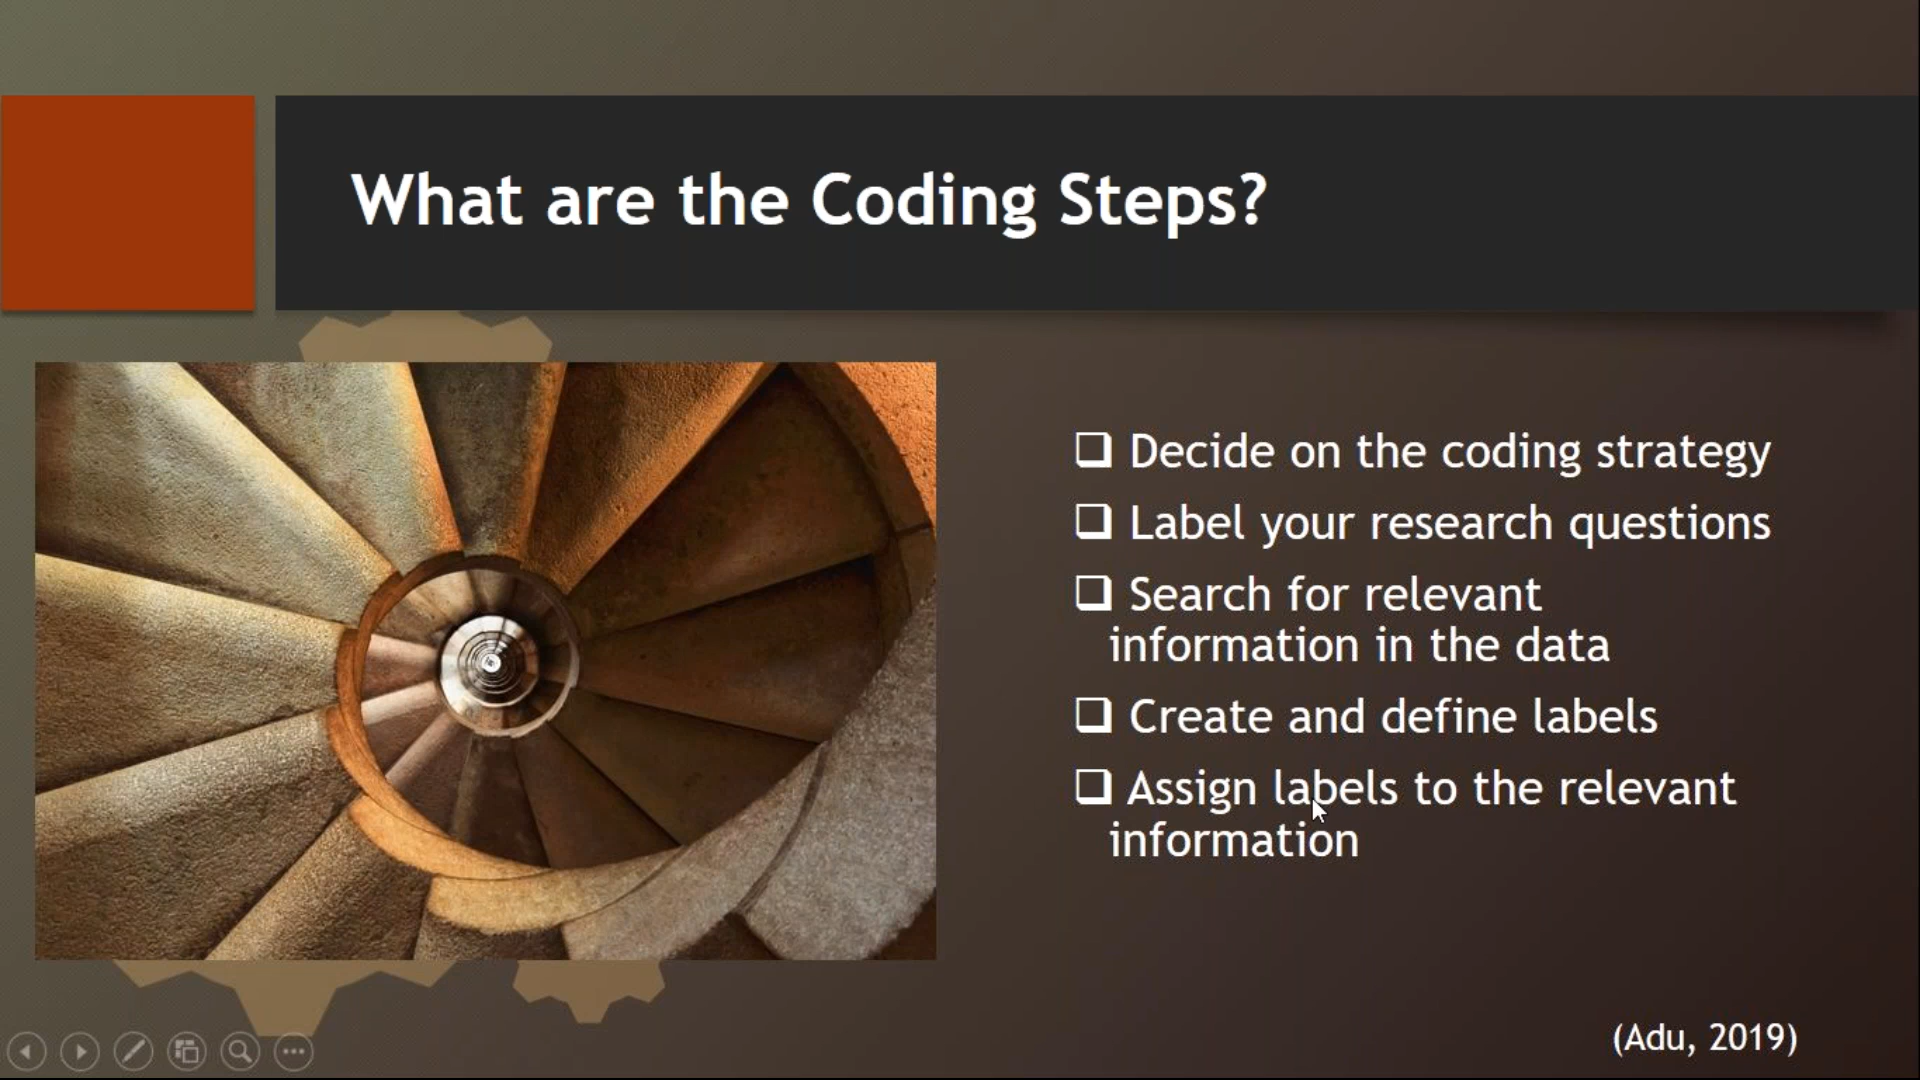 What are the Coding Steps?
❑ Decide on the coding strategy
❑ Label your research questions
❑ Search for relevant
information in the data
❑ Create and define labels
❑ Assign labels to the relevant
information
(Adu, 2019)